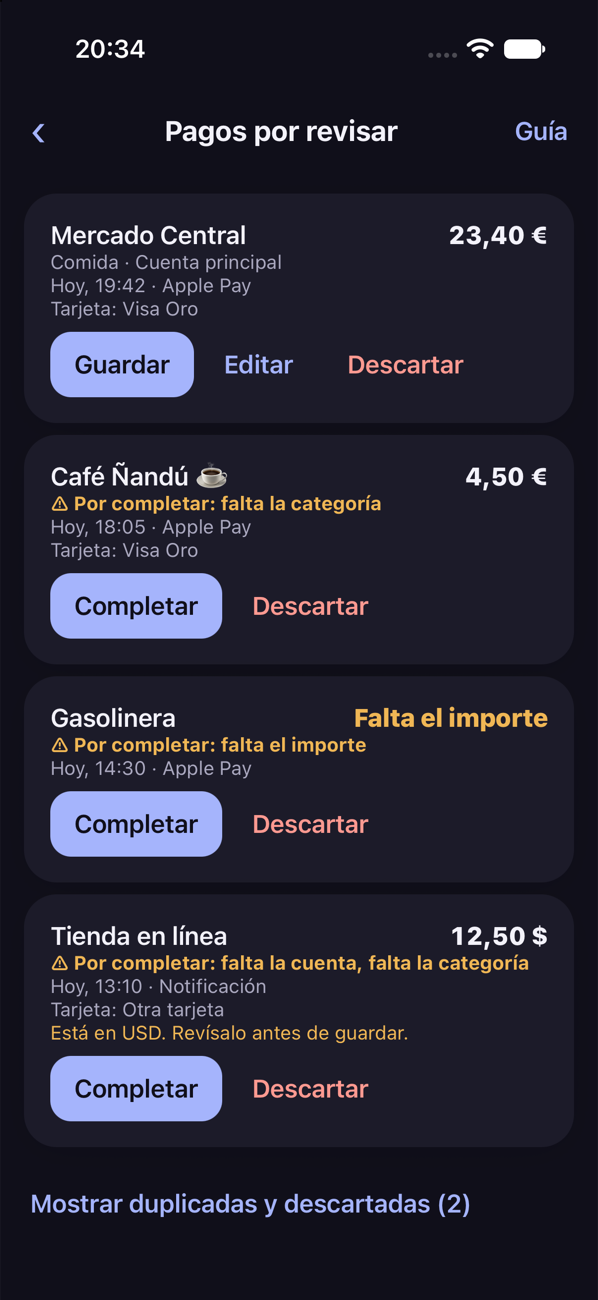 20:34
‹ Pagos por revisar Guía
Mercado Central 23,40 €
Comida · Cuenta principal
Hoy, 19:42 · Apple Pay
Tarjeta: Visa Oro
Guardar Editar Descartar
Café Ñandú ☕ 4,50 €
⚠ Por completar: falta la categoría
Hoy, 18:05 · Apple Pay
Tarjeta: Visa Oro
Completar Descartar
Gasolinera Falta el importe
⚠ Por completar: falta el importe
Hoy, 14:30 · Apple Pay
Completar Descartar
Tienda en línea 12,50 $
⚠ Por completar: falta la cuenta, falta la categoría
Hoy, 13:10 · Notificación
Tarjeta: Otra tarjeta
Está en USD. Revísalo antes de guardar.
Completar Descartar
Mostrar duplicadas y descartadas (2)